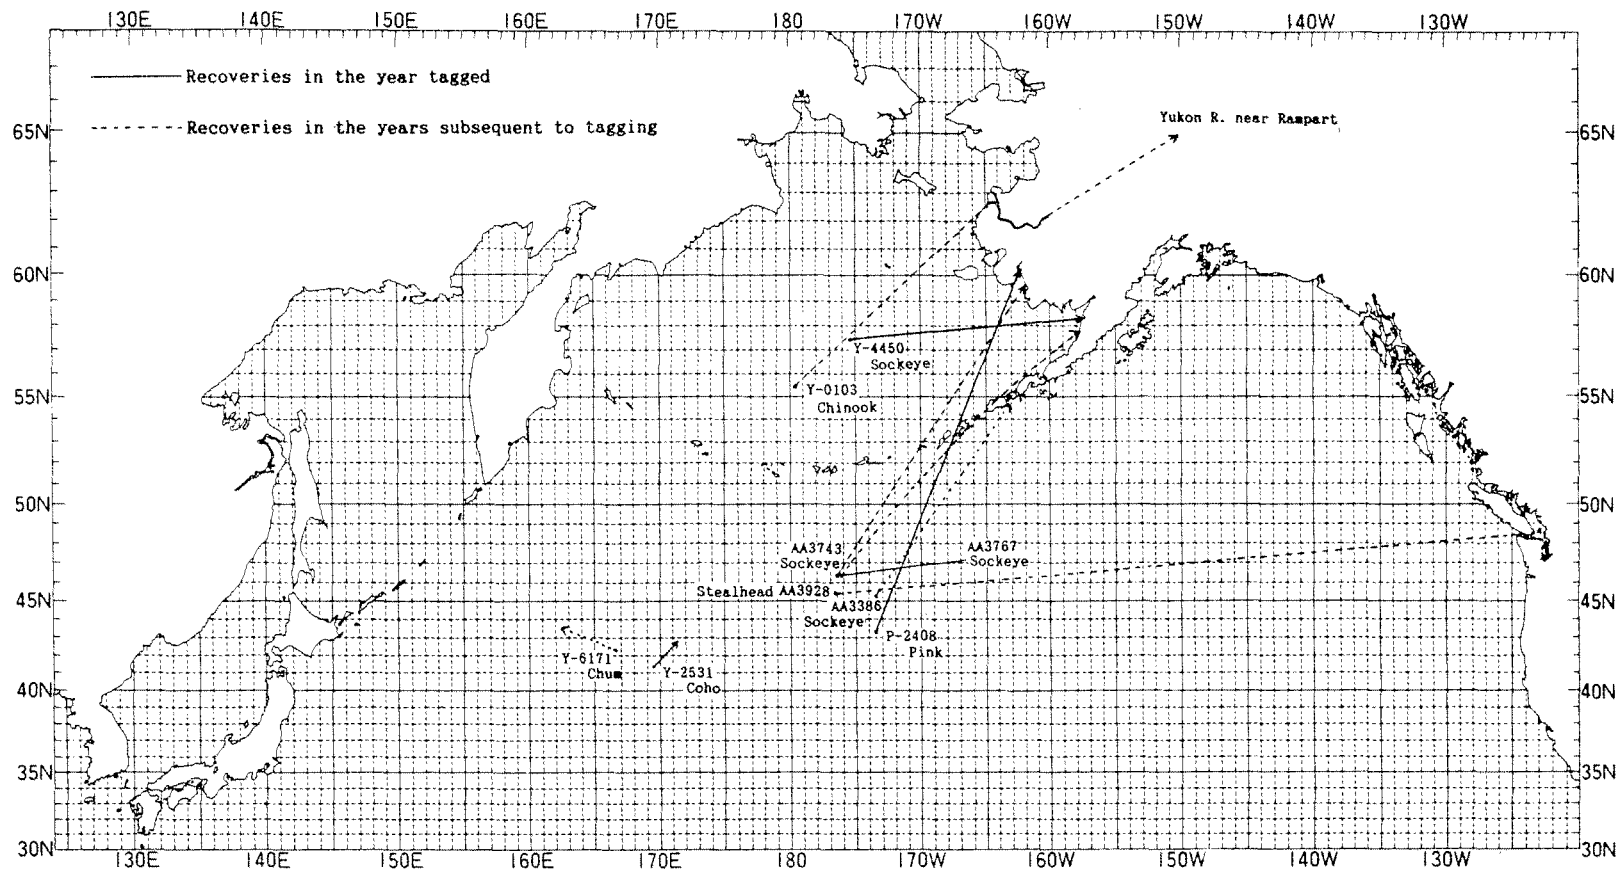 130E 140E 150E 160E 170E 180 170W 160W 150W 140W 130W
Recoveries in the year tagged
Recoveries in the years subsequent to tagging
Yukon R. near Rampart
65N 65N
60N 60N
Y-4450
Sockeye
Y-0103
Chinook
55N 55N
50N 50N
AA3743
Sockeye
AA3767
Sockeye
Stealhead AA3928
AA3386
Sockeye
45N 45N
P-2408
Pink
Y-6171
Chum
Y-2531
Coho
40N 40N
35N 35N
30N 30N
130E 140E 150E 160E 170E 180 170W 160W 150W 140W 130W